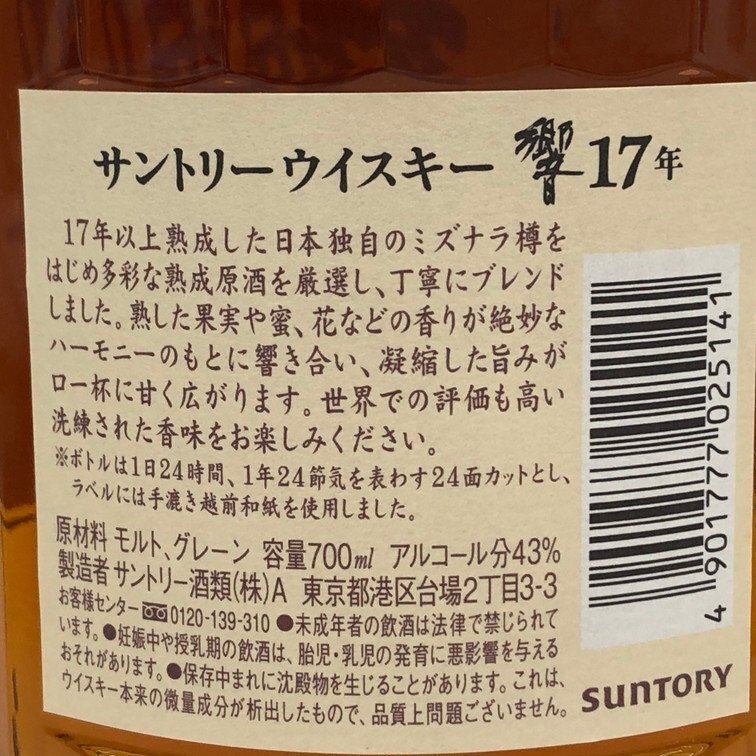 サントリーウイスキー 響 17年
17年以上熟成した日本独自のミズナラ樽を
はじめ多彩な熟成原酒を厳選し、丁寧にブレンド
しました。熟した果実や蜜、花などの香りが絶妙な
ハーモニーのもとに響き合い、凝縮した旨みが
口一杯に甘く広がります。世界での評価も高い
洗練された香味をお楽しみください。
※ボトルは1日24時間、1年24節気を表わす24面カットとし、
ラベルには手漉き越前和紙を使用しました。
原材料 モルト、グレーン 容量700ml アルコール分43%
製造者 サントリー酒類(株)A 東京都港区台場2丁目3-3
お客様センター 0120-139-310 ●未成年者の飲酒は法律で禁じられて
います。●妊娠中や授乳期の飲酒は、胎児・乳児の発育に悪影響を与える
おそれがあります。●保存中まれに沈殿物を生じることがあります。これは、
ウイスキー本来の微量成分が析出したもので、品質上問題ございません。
4 901777 025141
SUNTORY